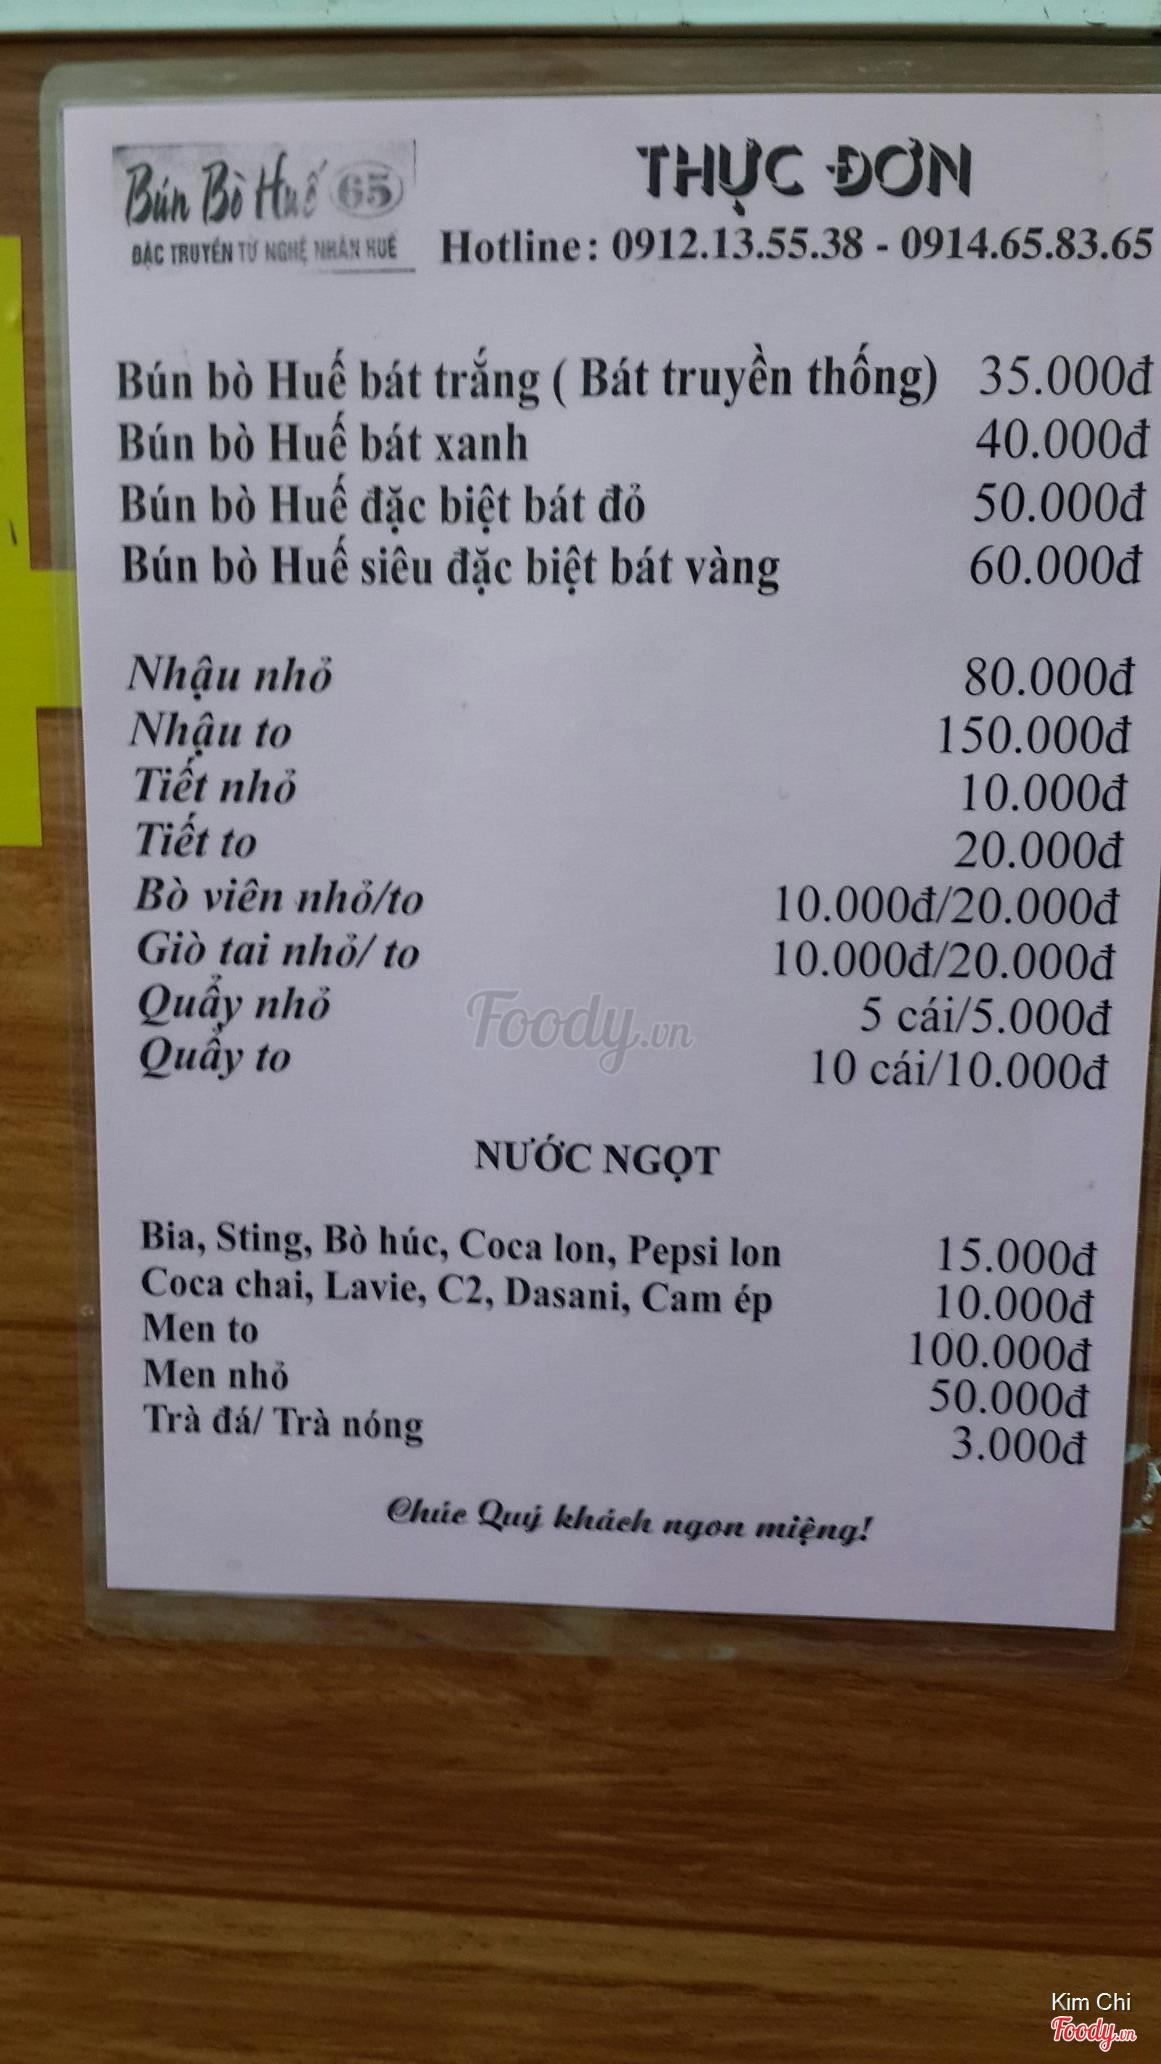 Bún Bò Huế 65
ĐẶC TRUYỀN TỪ NGHỆ NHÂN HUẾ
THỰC ĐƠN
Hotline: 0912.13.55.38 - 0914.65.83.65
Bún bò Huế bát trắng ( Bát truyền thống) 35.000đ
Bún bò Huế bát xanh 40.000đ
Bún bò Huế đặc biệt bát đỏ 50.000đ
Bún bò Huế siêu đặc biệt bát vàng 60.000đ
Nhậu nhỏ 80.000đ
Nhậu to 150.000đ
Tiết nhỏ 10.000đ
Tiết to 20.000đ
Bò viên nhỏ/to 10.000đ/20.000đ
Giò tai nhỏ/ to 10.000đ/20.000đ
Quẩy nhỏ 5 cái/5.000đ
Quẩy to 10 cái/10.000đ
Foody.vn
NƯỚC NGỌT
Bia, Sting, Bò húc, Coca lon, Pepsi lon 15.000đ
Coca chai, Lavie, C2, Dasani, Cam ép 10.000đ
Men to 100.000đ
Men nhỏ 50.000đ
Trà đá/ Trà nóng 3.000đ
Chúc Quý khách ngon miệng!
Kim Chi
Foody.vn